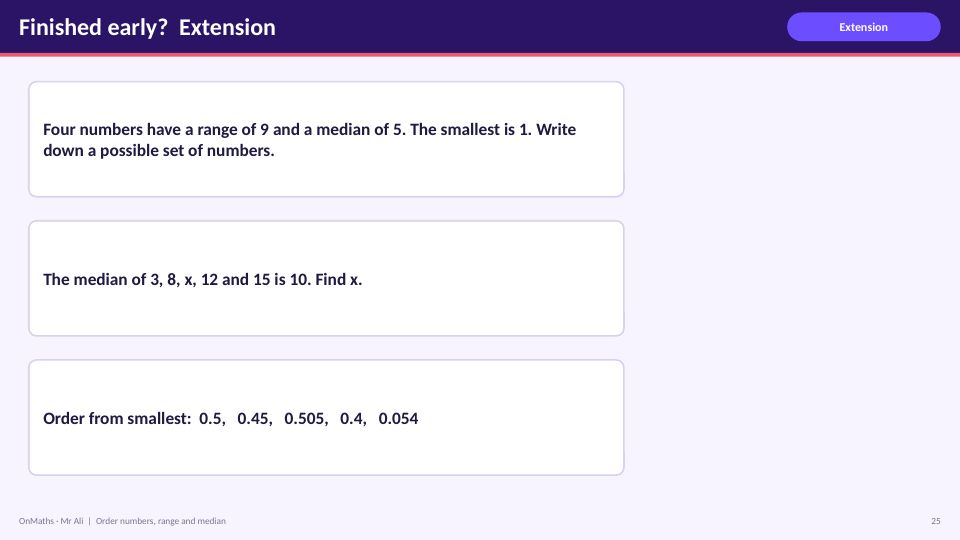 Finished early?  Extension
Extension
Four numbers have a range of 9 and a median of 5. The smallest is 1. Write
down a possible set of numbers.
The median of 3, 8, x, 12 and 15 is 10. Find x.
Order from smallest:  0.5,   0.45,   0.505,   0.4,   0.054
OnMaths - Mr Ali  |  Order numbers, range and median
25